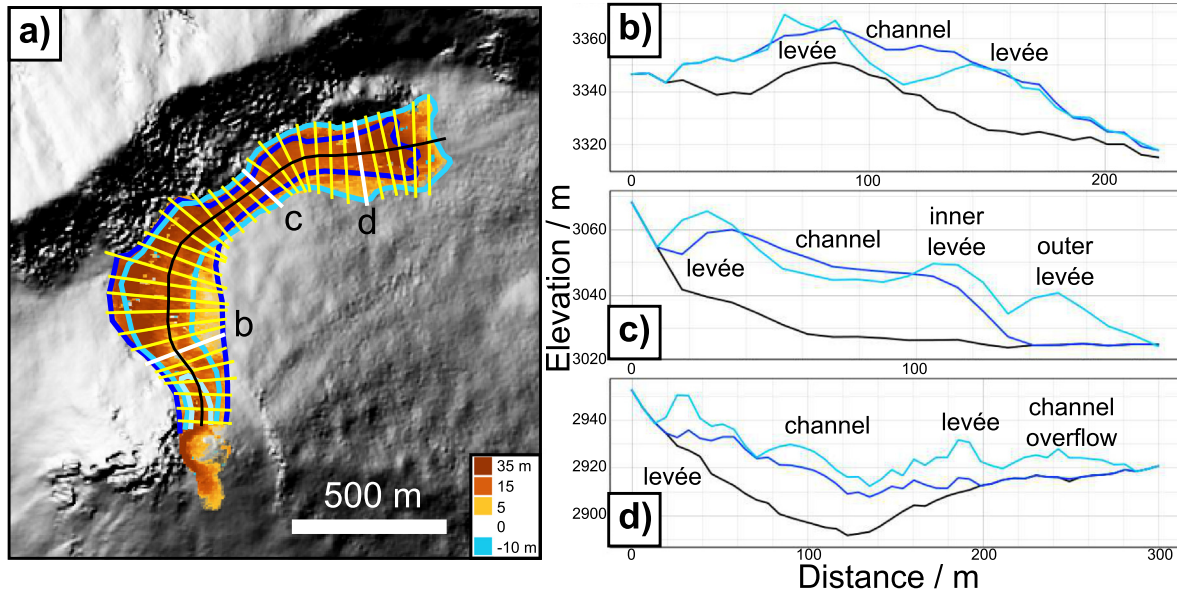 a)
c
d
b
35 m
15
5
0
-10 m
500 m
Elevation / m
b)
3360
3340
3320
levée
channel
levée
0
100
200
c)
3060
3040
3020
levée
channel
inner
levée
outer
levée
0
100
d)
2940
2920
2900
levée
channel
levée
channel
overflow
0
100
200
300
Distance / m